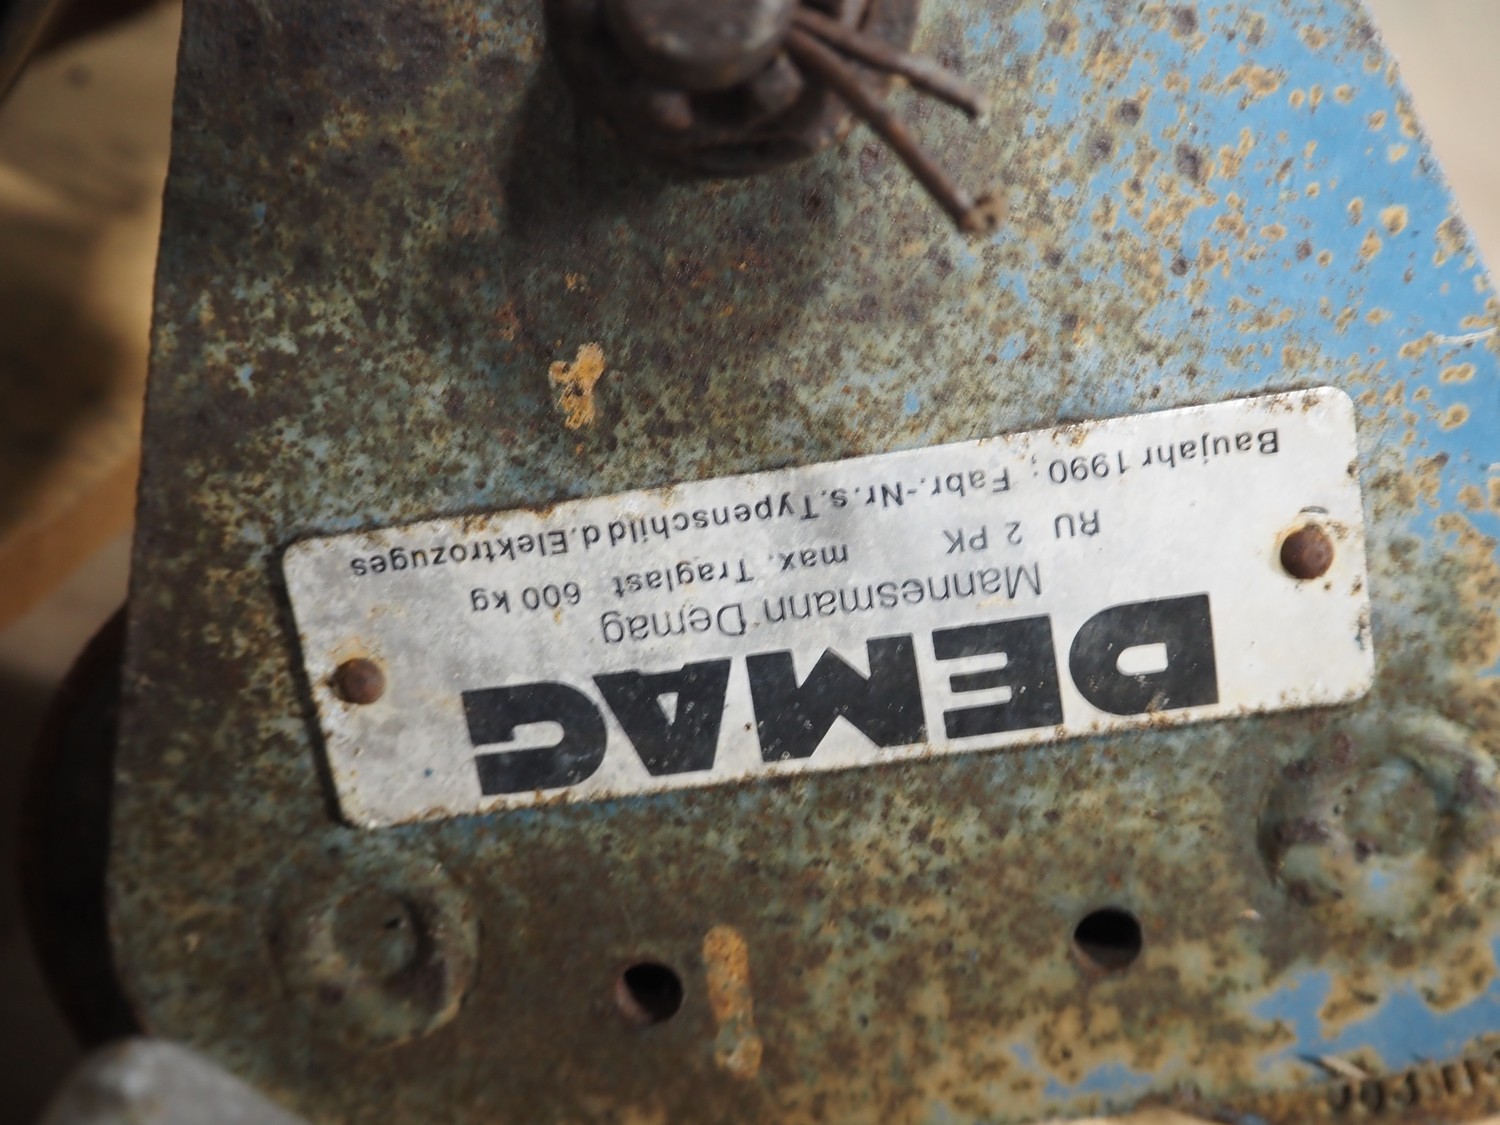 DEMAG
Mannesmann Demag
RU 2 PK max. Traglast 600 kg
Baujahr 1990 ; Fabr.-Nr.s.Typenschild d.Elektrozuges